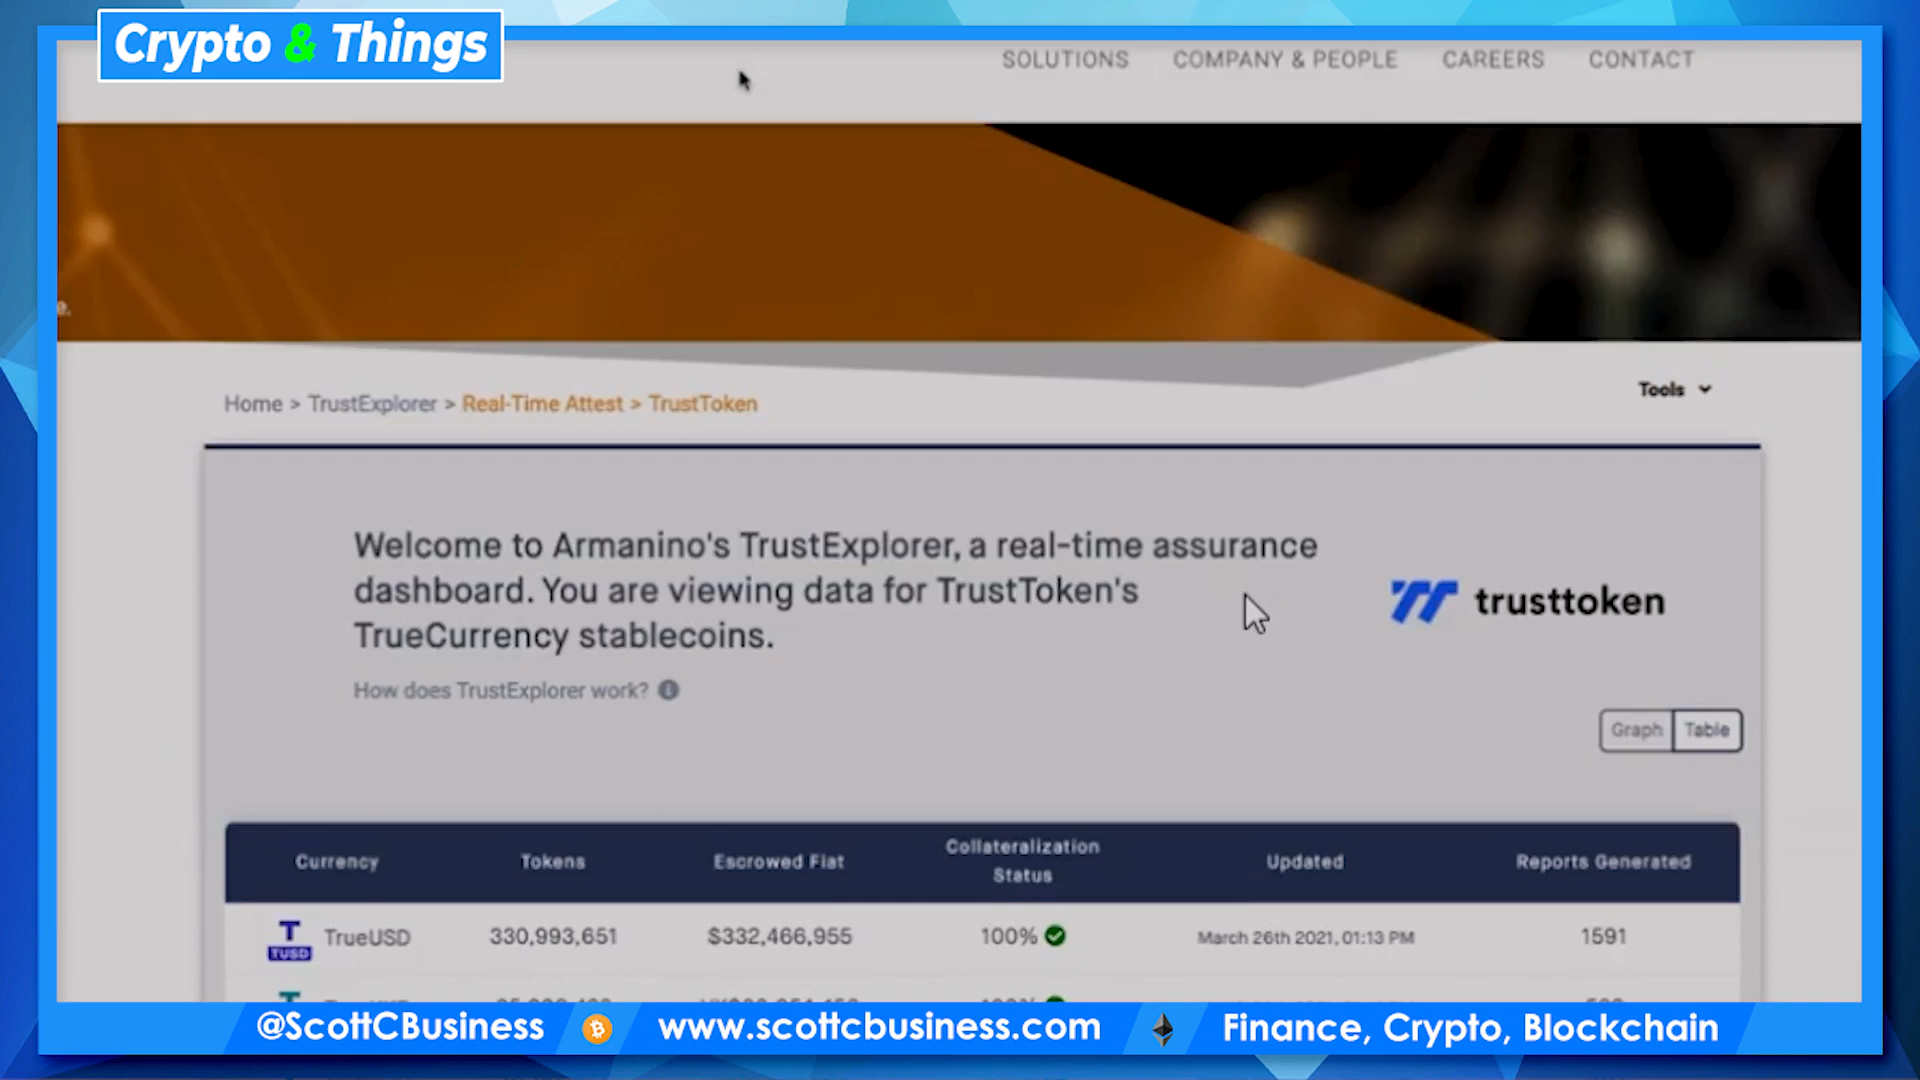 Crypto & Things
SOLUTIONS COMPANY & PEOPLE CAREERS CONTACT
e.
Home > TrustExplorer > Real-Time Attest > TrustToken
Tools
Welcome to Armanino's TrustExplorer, a real-time assurance
dashboard. You are viewing data for TrustToken's
TrueCurrency stablecoins.
trusttoken
How does TrustExplorer work?
Graph Table
Currency Tokens Escrowed Fiat Collateralization Status Updated Reports Generated
TUSD TrueUSD 330,993,651 $332,466,955 100% March 26th 2021, 01:13 PM 1591
@ScottCBusiness www.scottcbusiness.com Finance, Crypto, Blockchain